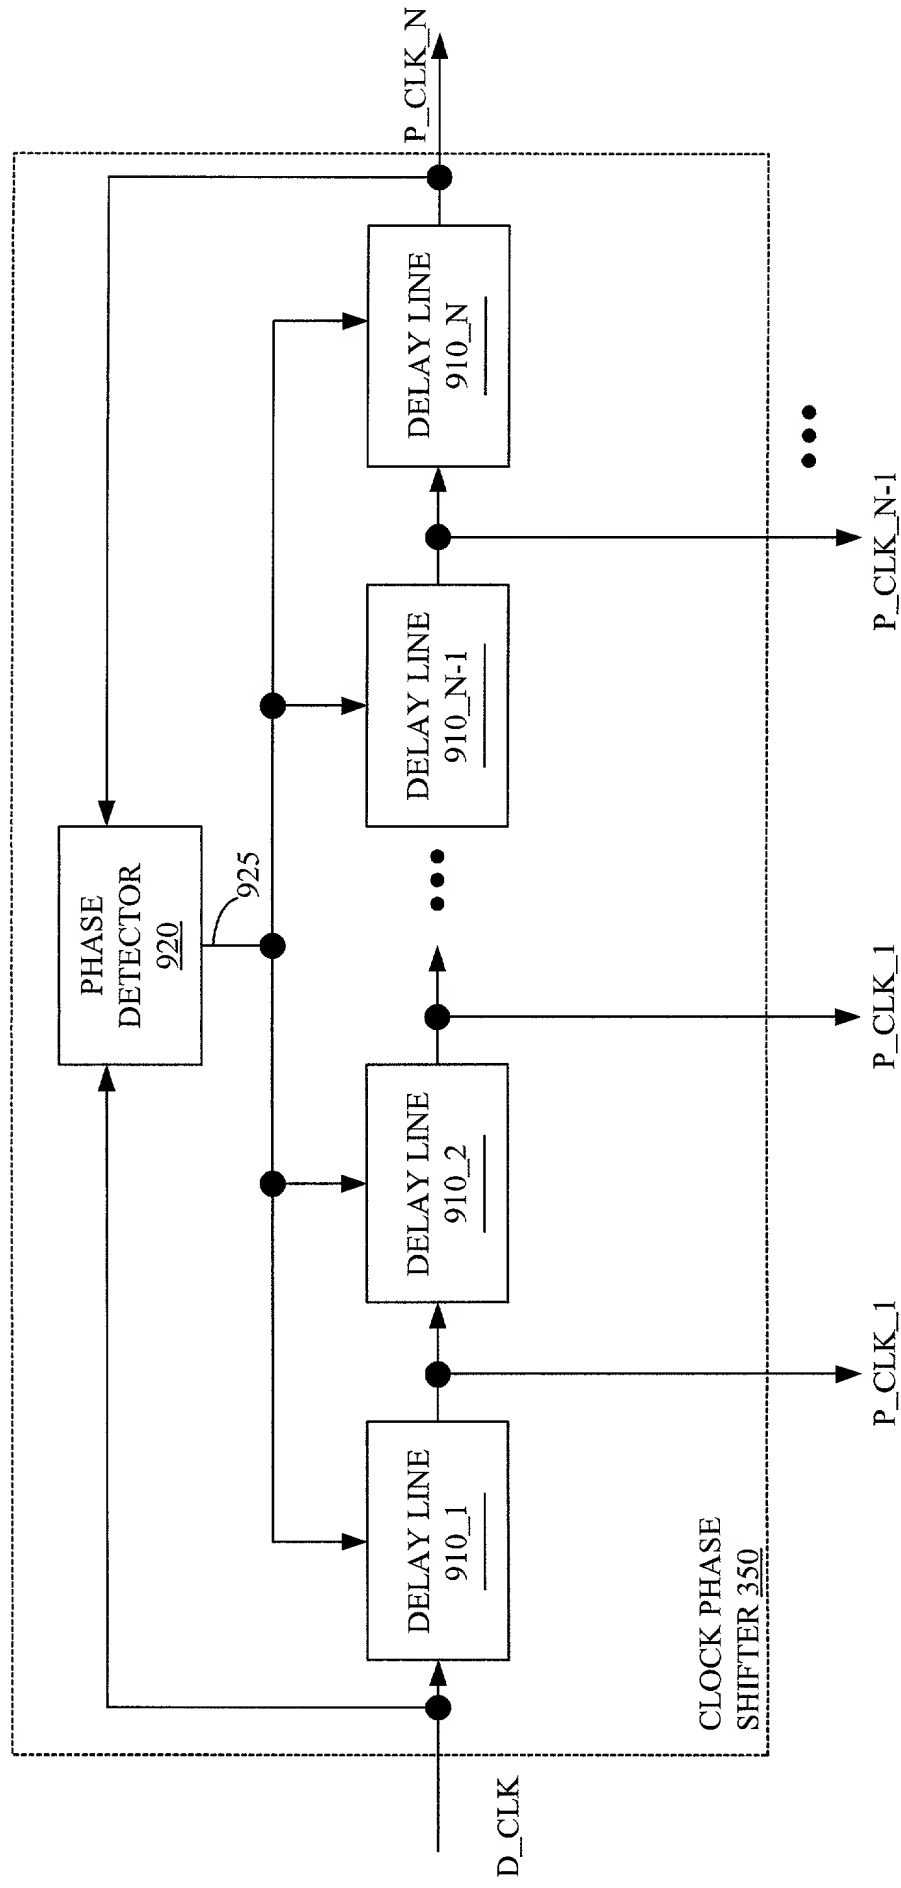 PHASE
DETECTOR
920
925
D_CLK
DELAY LINE
910_1
DELAY LINE
910_2
DELAY LINE
910_N-1
DELAY LINE
910_N
P_CLK_N
CLOCK PHASE
SHIFTER 350
P_CLK_1
P_CLK_1
P_CLK_N-1